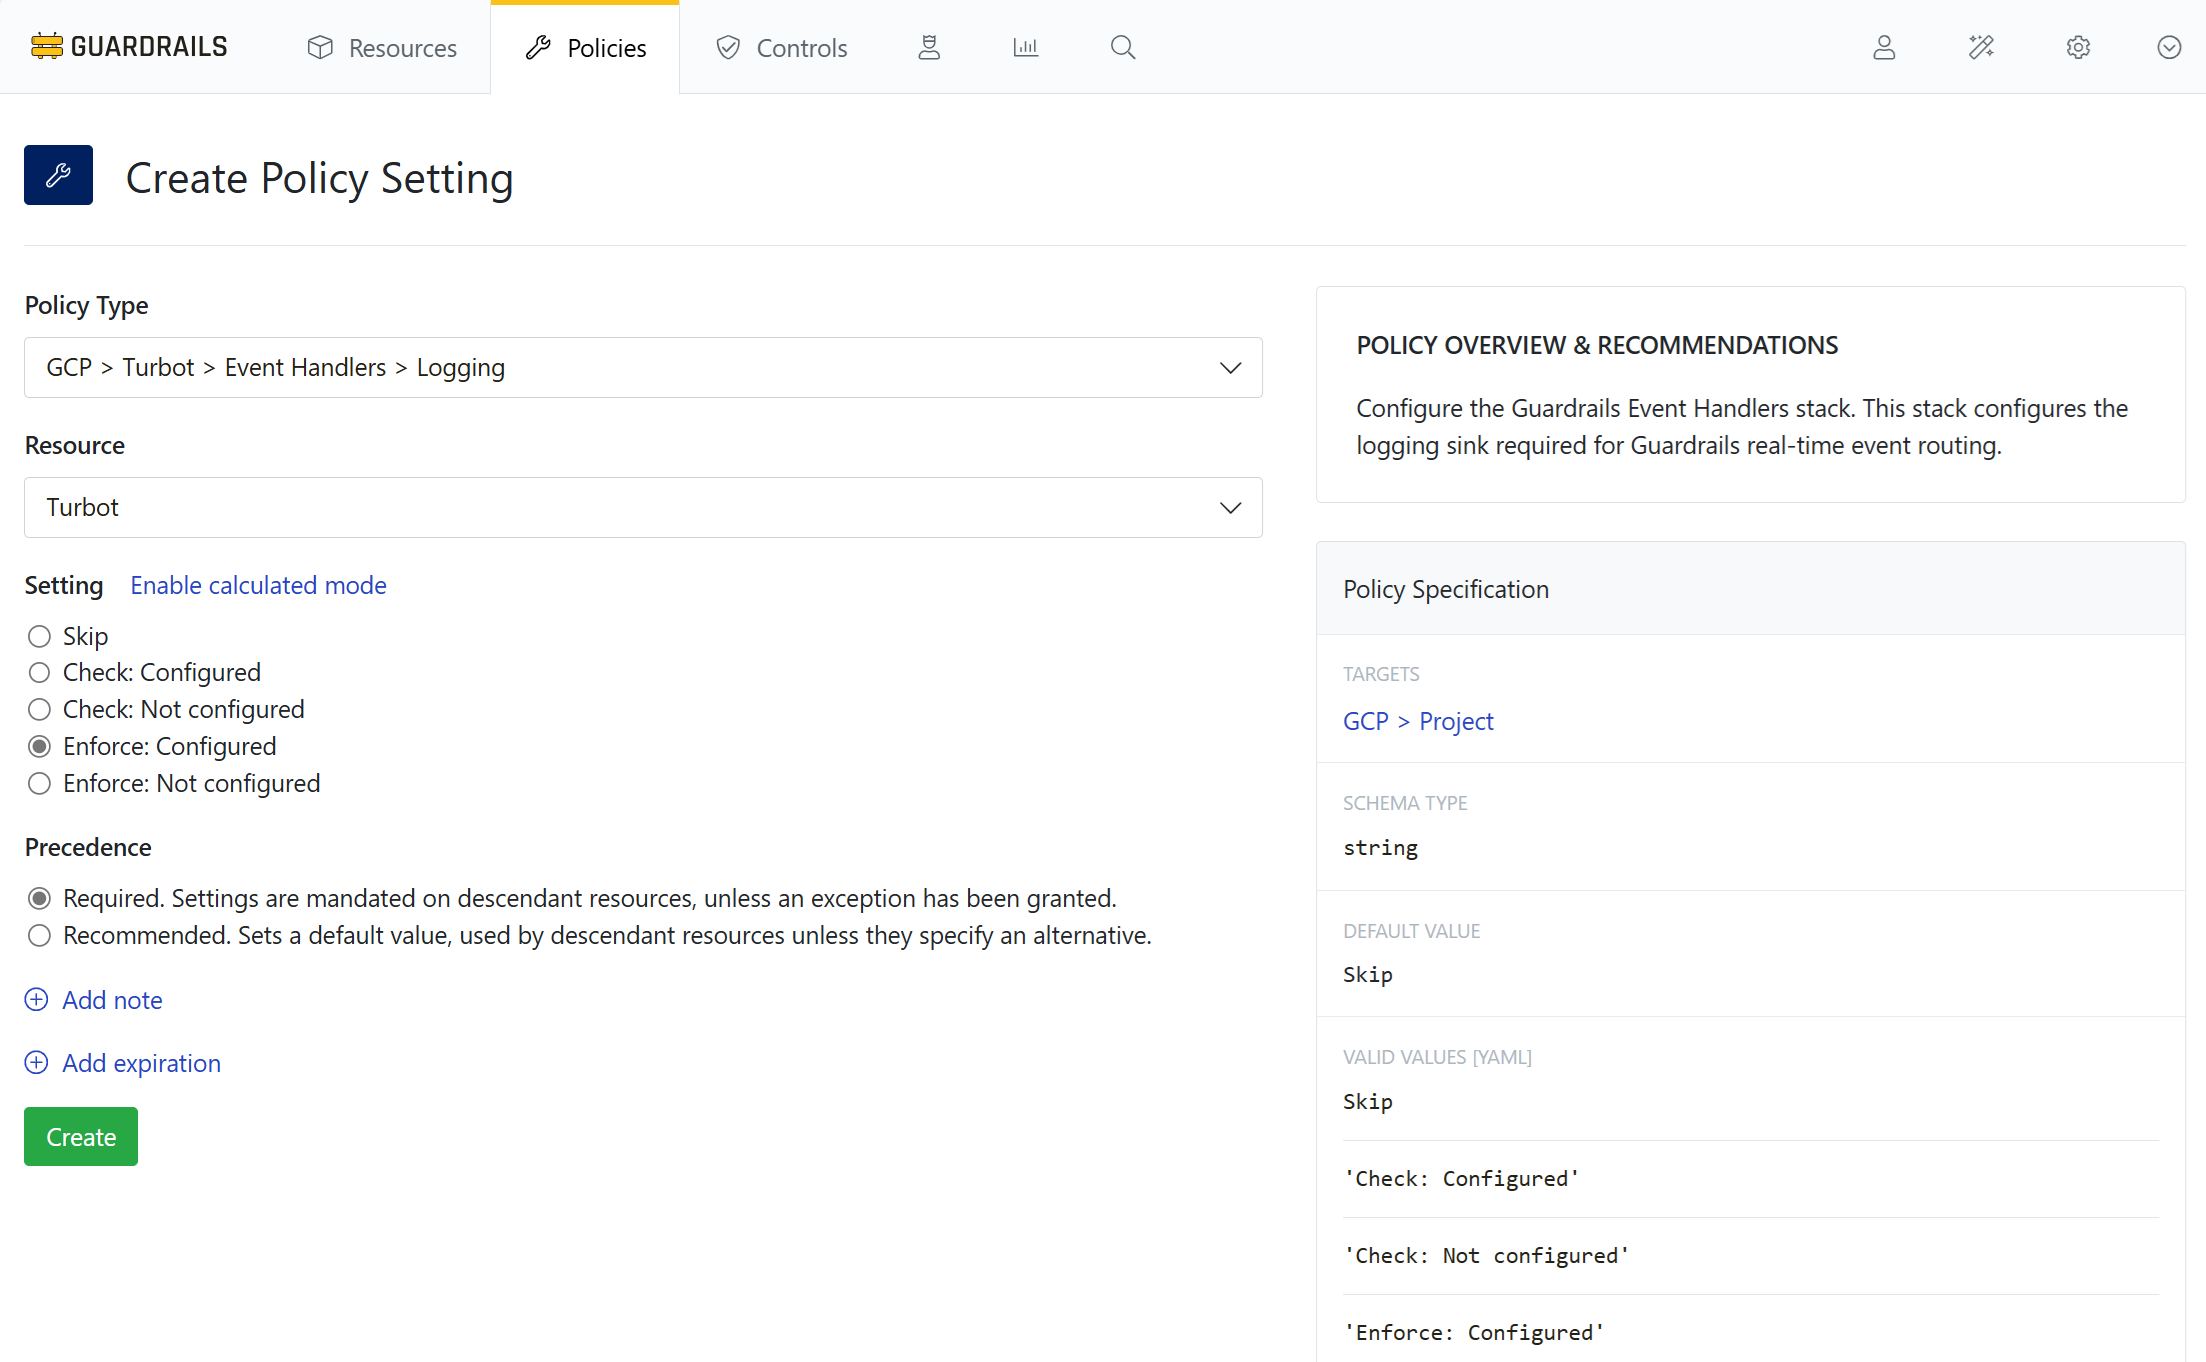 GUARDRAILS
Resources
Policies
Controls
Create Policy Setting
Policy Type
GCP > Turbot > Event Handlers > Logging
Resource
Turbot
Setting Enable calculated mode
Skip
Check: Configured
Check: Not configured
Enforce: Configured
Enforce: Not configured
Precedence
Required. Settings are mandated on descendant resources, unless an exception has been granted.
Recommended. Sets a default value, used by descendant resources unless they specify an alternative.
Add note
Add expiration
Create
POLICY OVERVIEW & RECOMMENDATIONS
Configure the Guardrails Event Handlers stack. This stack configures the
logging sink required for Guardrails real-time event routing.
Policy Specification
TARGETS
GCP > Project
SCHEMA TYPE
string
DEFAULT VALUE
Skip
VALID VALUES [YAML]
Skip
'Check: Configured'
'Check: Not configured'
'Enforce: Configured'